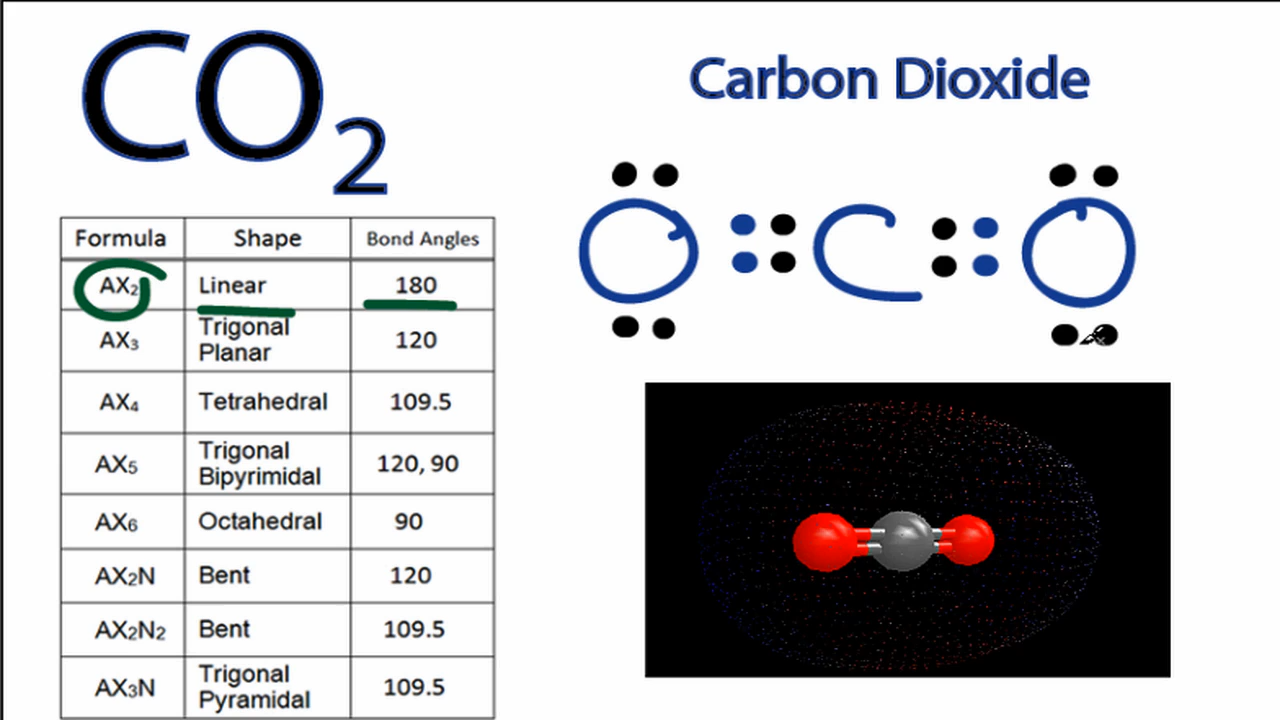 CO₂
Carbon Dioxide
O C O
Formula Shape Bond Angles
AX₂ Linear 180
AX₃ Trigonal Planar 120
AX₄ Tetrahedral 109.5
AX₅ Trigonal Bipyrimidal 120, 90
AX₆ Octahedral 90
AX₂N Bent 120
AX₂N₂ Bent 109.5
AX₃N Trigonal Pyramidal 109.5